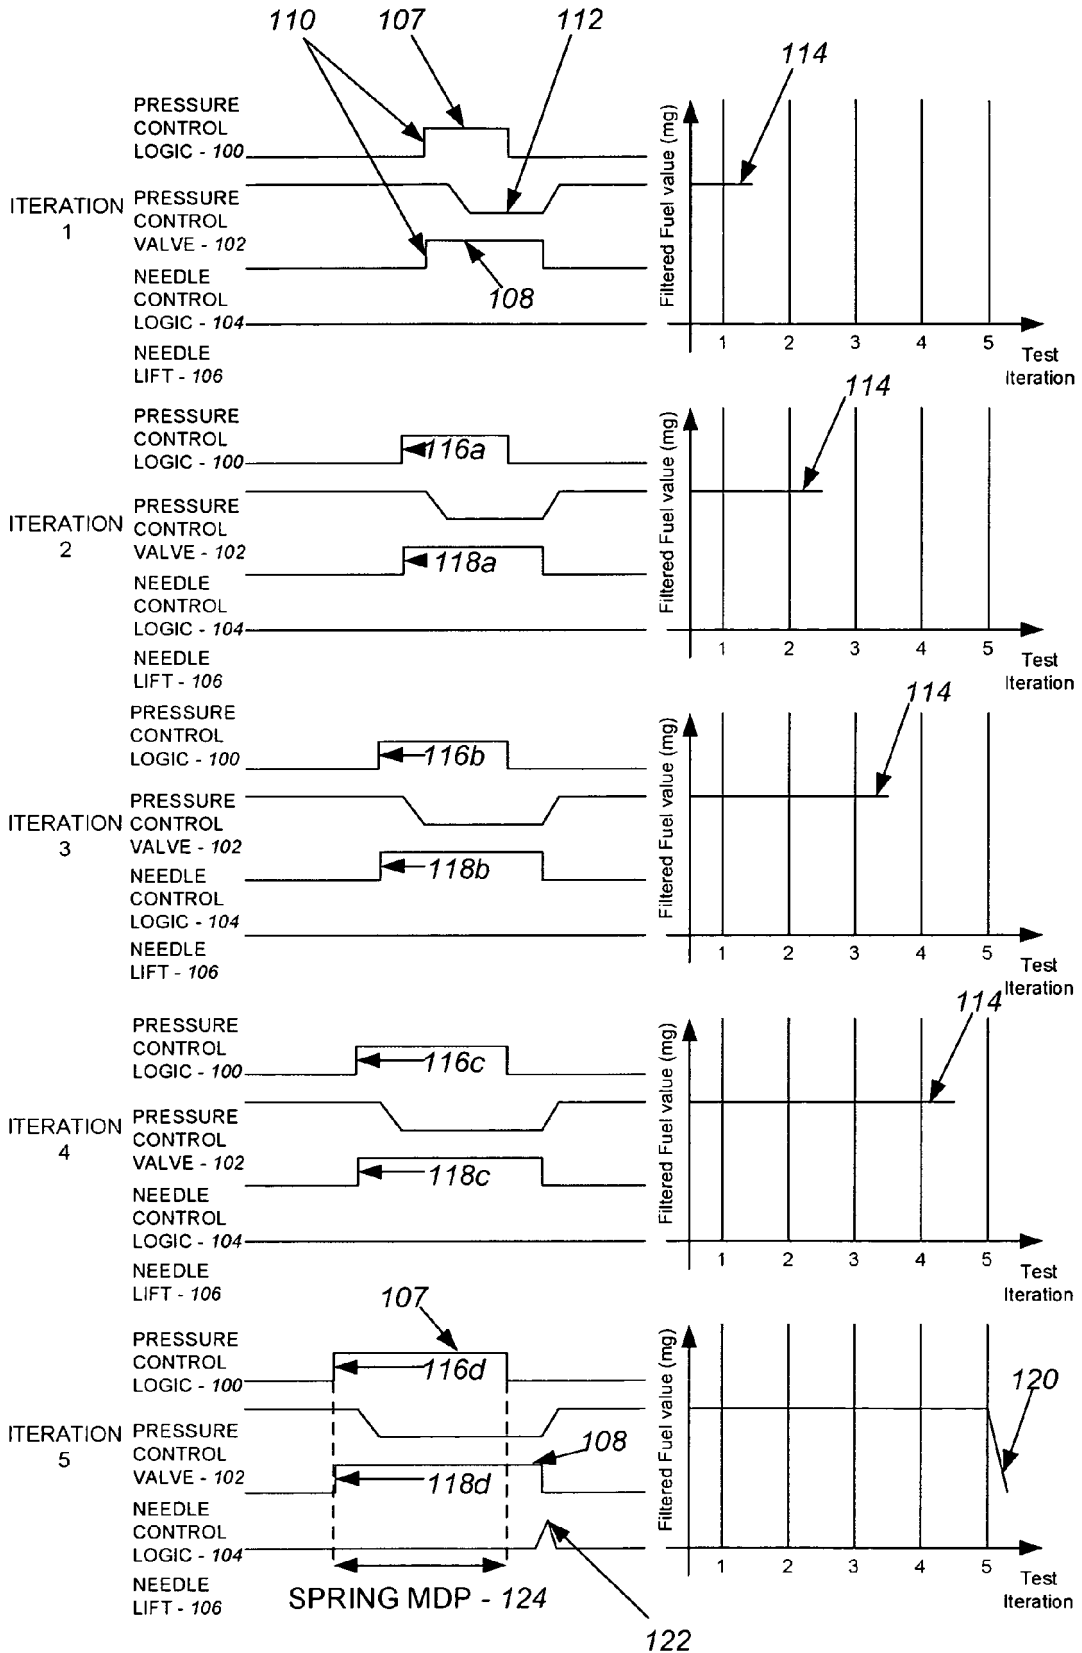 110 107 112
114
PRESSURE
CONTROL
LOGIC - 100
ITERATION
1
PRESSURE
CONTROL
VALVE - 102
NEEDLE
CONTROL
LOGIC - 104
NEEDLE
LIFT - 106
108
Filtered Fuel value (mg)
1 2 3 4 5
Test
Iteration
114
PRESSURE
CONTROL
LOGIC - 100
116a
ITERATION
2
PRESSURE
CONTROL
VALVE - 102
118a
NEEDLE
CONTROL
LOGIC - 104
NEEDLE
LIFT - 106
Filtered Fuel value (mg)
1 2 3 4 5
Test
Iteration
114
PRESSURE
CONTROL
LOGIC - 100
116b
ITERATION
3
PRESSURE
CONTROL
VALVE - 102
118b
NEEDLE
CONTROL
LOGIC - 104
NEEDLE
LIFT - 106
Filtered Fuel value (mg)
1 2 3 4 5
Test
Iteration
114
PRESSURE
CONTROL
LOGIC - 100
116c
ITERATION
4
PRESSURE
CONTROL
VALVE - 102
118c
NEEDLE
CONTROL
LOGIC - 104
NEEDLE
LIFT - 106
Filtered Fuel value (mg)
1 2 3 4 5
Test
Iteration
107
PRESSURE
CONTROL
LOGIC - 100
116d
ITERATION
5
PRESSURE
CONTROL
VALVE - 102
108
118d
NEEDLE
CONTROL
LOGIC - 104
NEEDLE
LIFT - 106
SPRING MDP - 124
122
Filtered Fuel value (mg)
120
1 2 3 4 5
Test
Iteration